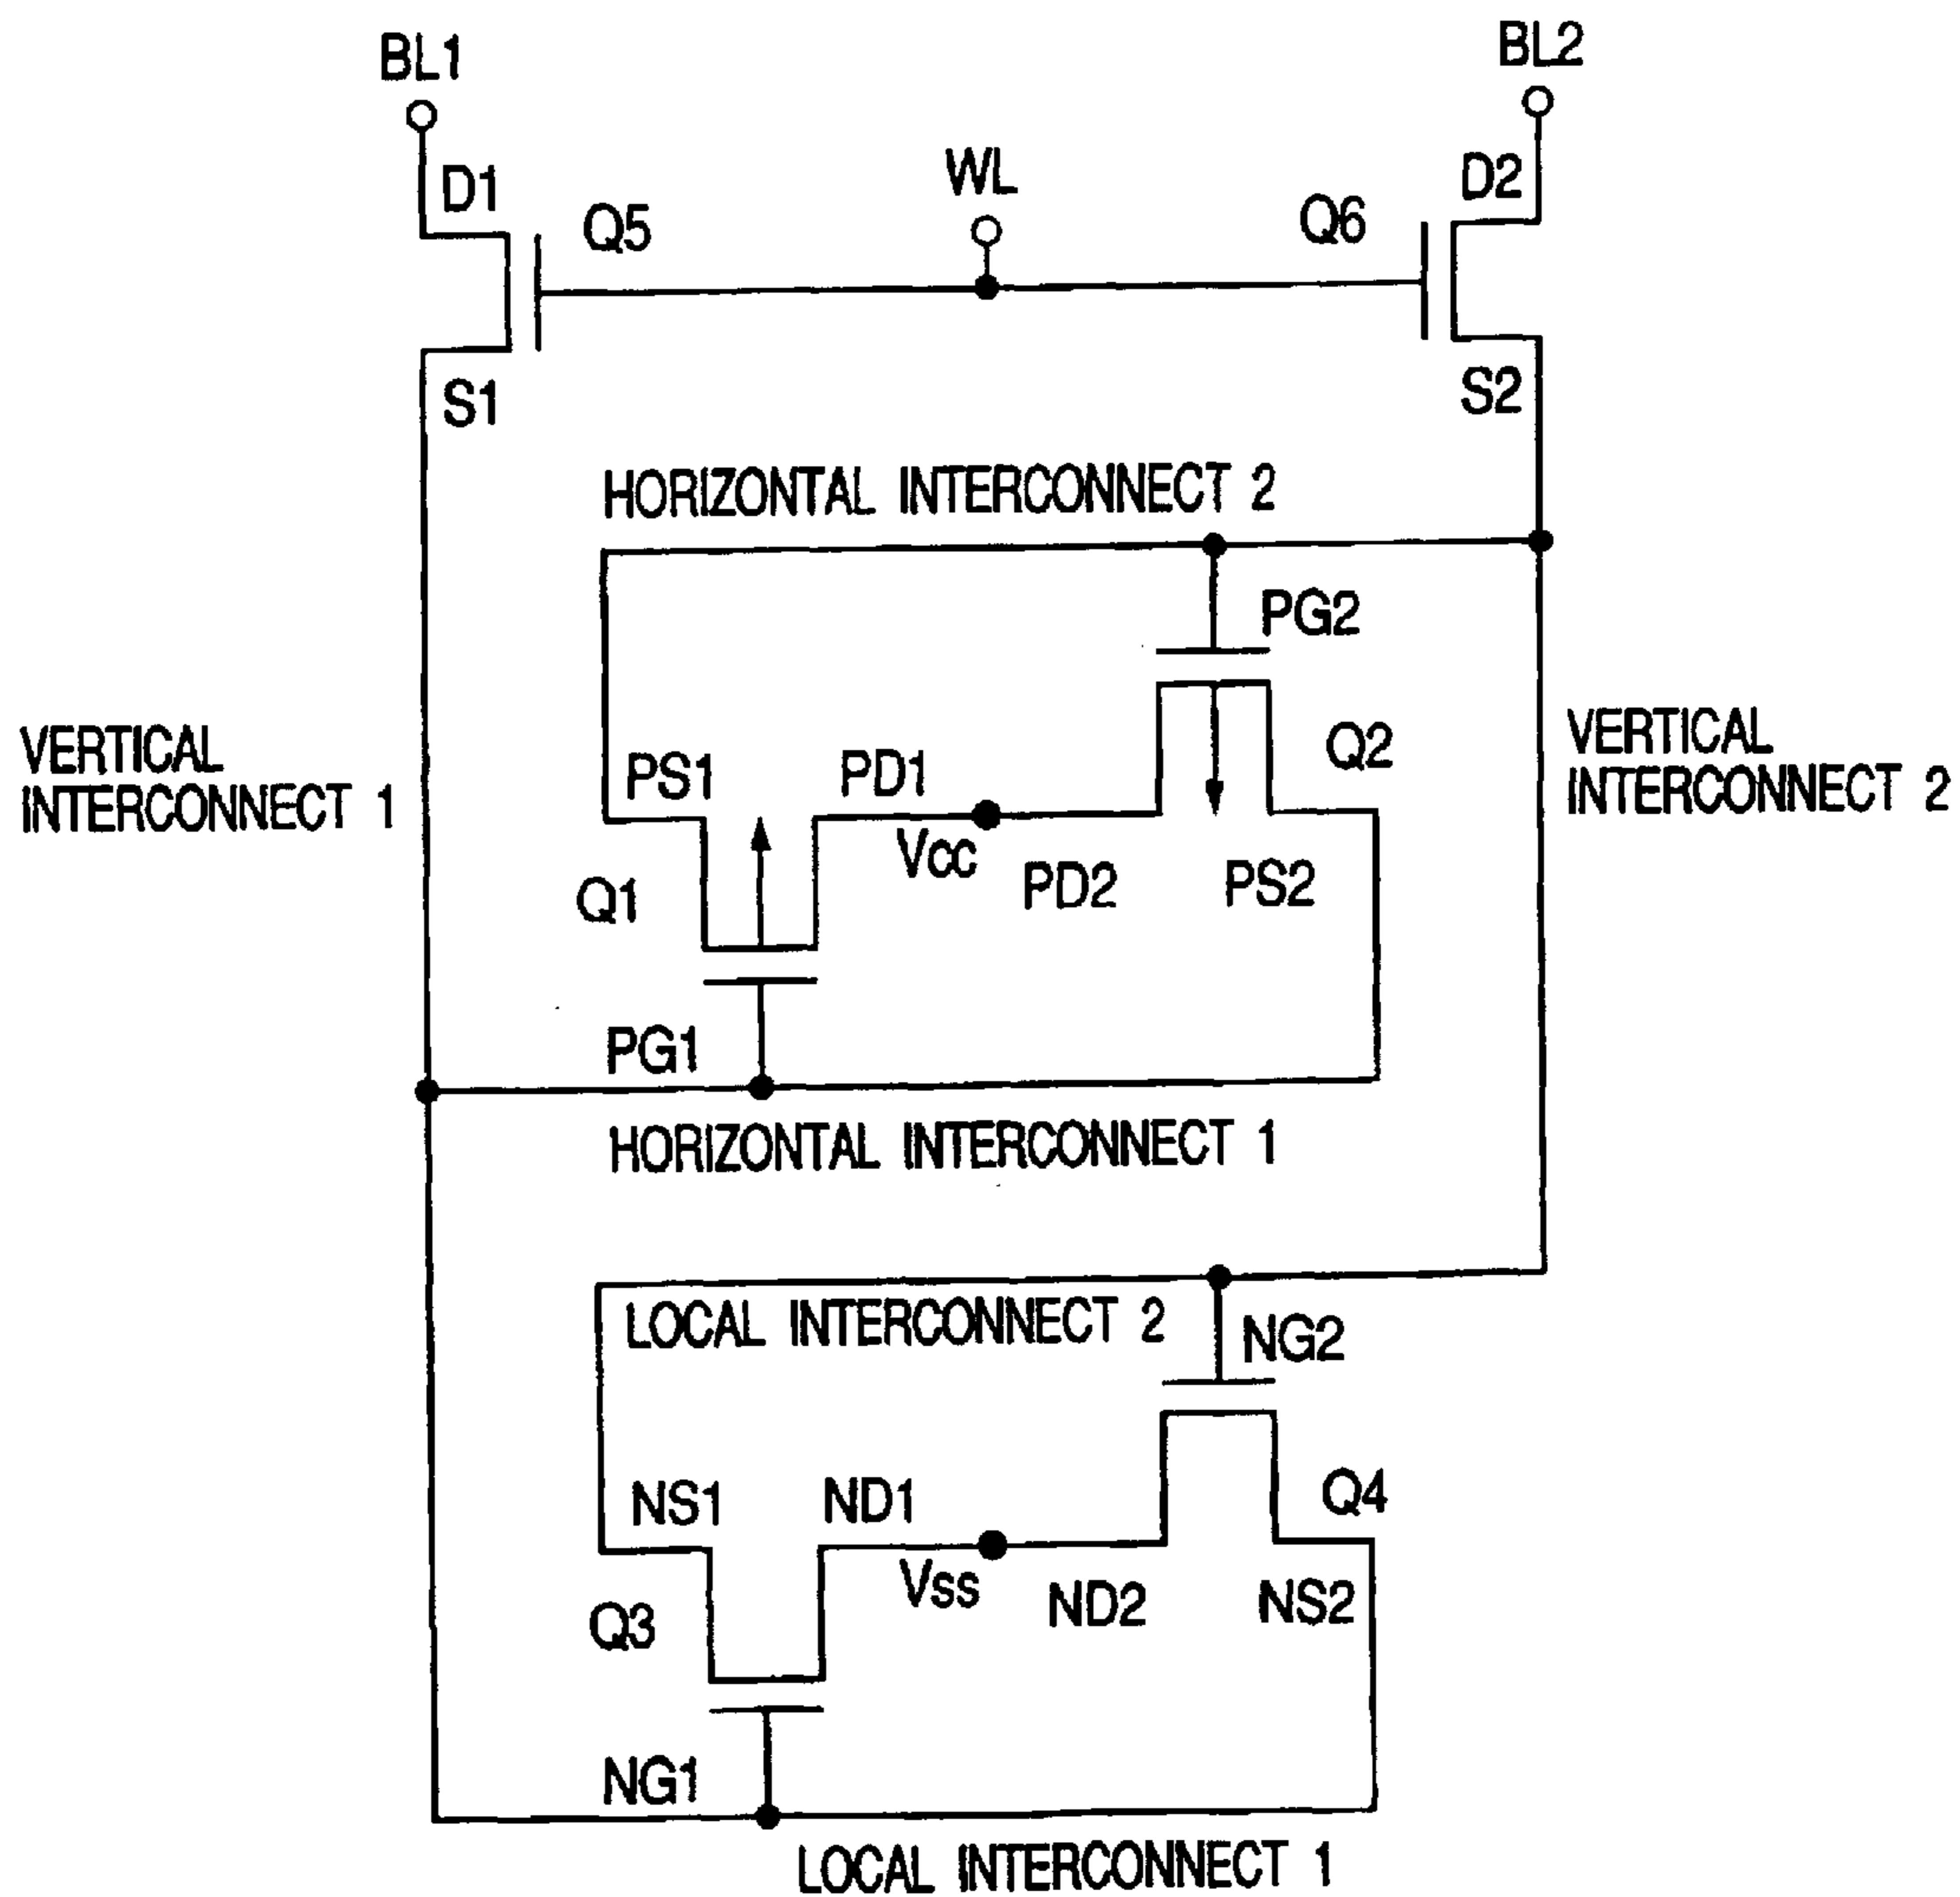 BL1
BL2
D1
Q5
WL
Q6
D2
S1
S2
HORIZONTAL INTERCONNECT 2
PG2
VERTICAL
INTERCONNECT 1
PS1
PD1
Q2
VERTICAL
INTERCONNECT 2
Vcc
Q1
PD2
PS2
PG1
HORIZONTAL INTERCONNECT 1
LOCAL INTERCONNECT 2
NG2
NS1
ND1
Q4
Vss
Q3
ND2
NS2
NG1
LOCAL INTERCONNECT 1